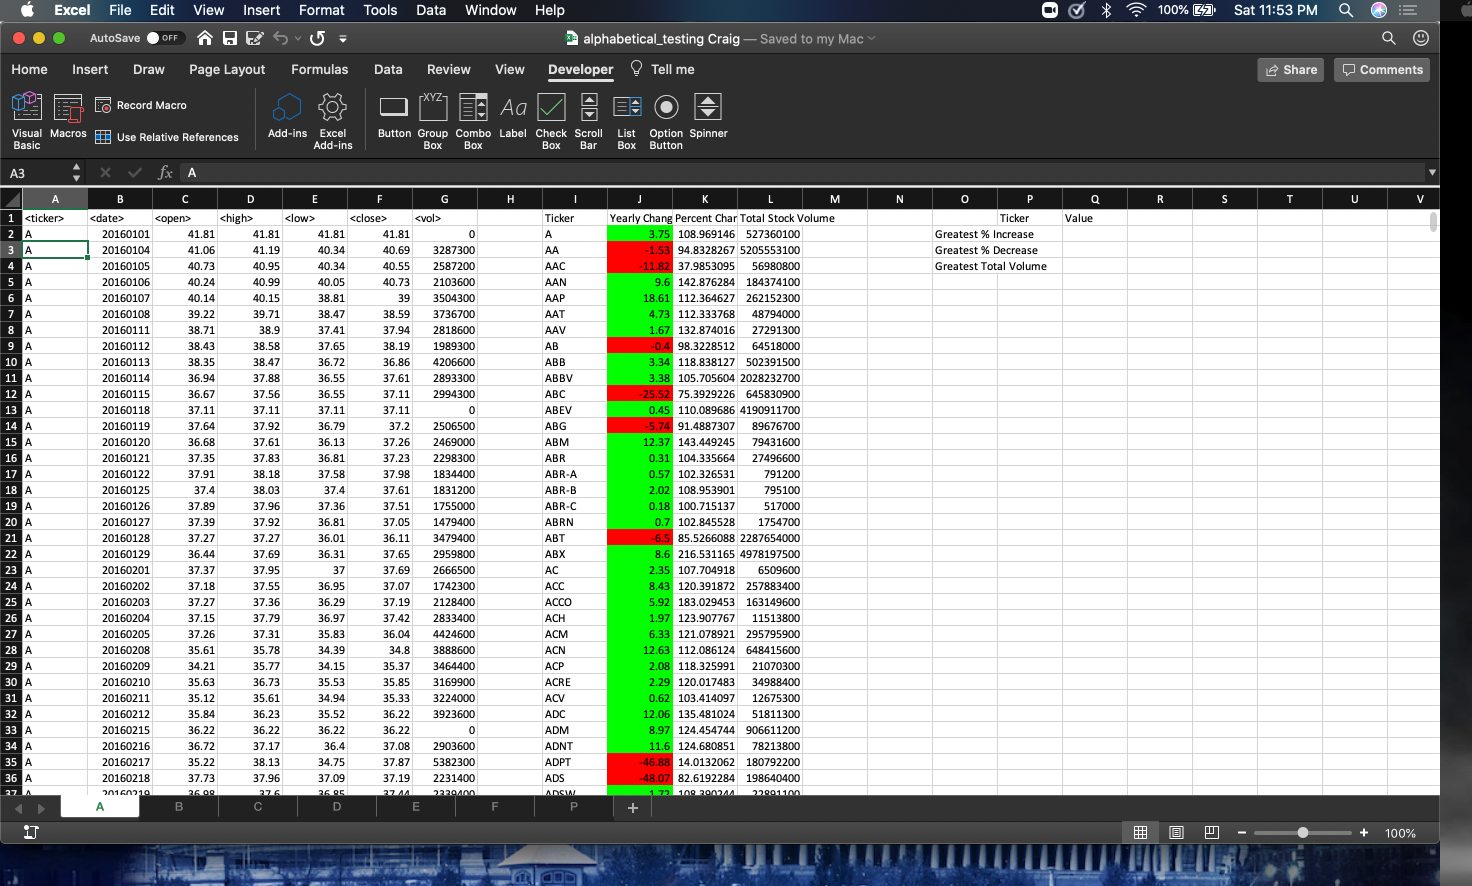 Excel File Edit View Insert Format Tools Data Window Help 100% Sat 11:53 PM
AutoSave OFF alphabetical_testing Craig — Saved to my Mac
Home Insert Draw Page Layout Formulas Data Review View Developer Tell me Share Comments
Visual Basic Macros Record Macro Use Relative References Add-ins Excel Add-ins Button Group Box Combo Box Label Check Box Scroll Bar List Box Option Button Spinner
A3 fx A
A B C D E F G H I J K L M N O P Q R S T U V
1 <ticker> <date> <open> <high> <low> <close> <vol> Ticker Yearly Chang Percent Char Total Stock Volume Ticker Value
2 A 20160101 41.81 41.81 41.81 41.81 0 A 3.75 108.969146 527360100 Greatest % Increase
3 A 20160104 41.06 41.19 40.34 40.69 3287300 AA -1.53 94.8328267 5205553100 Greatest % Decrease
4 A 20160105 40.73 40.95 40.34 40.55 2587200 AAC -11.82 37.9853095 56980800 Greatest Total Volume
5 A 20160106 40.24 40.99 40.05 40.73 2103600 AAN 9.6 142.876284 184374100
6 A 20160107 40.14 40.15 38.81 39 3504300 AAP 18.61 112.364627 262152300
7 A 20160108 39.22 39.71 38.47 38.59 3736700 AAT 4.73 112.333768 48794000
8 A 20160111 38.71 38.9 37.41 37.94 2818600 AAV 1.67 132.874016 27291300
9 A 20160112 38.43 38.58 37.65 38.19 1989300 AB -0.4 98.3228512 64518000
10 A 20160113 38.35 38.47 36.72 36.86 4206600 ABB 3.34 118.838127 502391500
11 A 20160114 36.94 37.88 36.55 37.61 2893300 ABBV 3.38 105.705604 2028232700
12 A 20160115 36.67 37.56 36.55 37.11 2994300 ABC -25.52 75.3929226 645830900
13 A 20160118 37.11 37.11 37.11 37.11 0 ABEV 0.45 110.089686 4190911700
14 A 20160119 37.64 37.92 36.79 37.2 2506500 ABG -5.74 91.4887307 89676700
15 A 20160120 36.68 37.61 36.13 37.26 2469000 ABM 12.37 143.449245 79431600
16 A 20160121 37.35 37.83 36.81 37.23 2298300 ABR 0.31 104.335664 27496600
17 A 20160122 37.91 38.18 37.58 37.98 1834400 ABR-A 0.57 102.326531 791200
18 A 20160125 37.4 38.03 37.4 37.61 1831200 ABR-B 2.02 108.953901 795100
19 A 20160126 37.89 37.96 37.36 37.51 1755000 ABR-C 0.18 100.715137 517000
20 A 20160127 37.39 37.92 36.81 37.05 1479400 ABRN 0.7 102.845528 1754700
21 A 20160128 37.27 37.27 36.01 36.11 3479400 ABT -6.5 85.5266088 2287654000
22 A 20160129 36.44 37.69 36.31 37.65 2959800 ABX 8.6 216.531165 4978197500
23 A 20160201 37.37 37.95 37 37.69 2666500 AC 2.35 107.704918 6509600
24 A 20160202 37.18 37.55 36.95 37.07 1742300 ACC 8.43 120.391872 257883400
25 A 20160203 37.27 37.36 36.29 37.19 2128400 ACCO 5.92 183.029453 163149600
26 A 20160204 37.15 37.79 36.97 37.42 2833400 ACH 1.97 123.907767 11513800
27 A 20160205 37.26 37.31 35.83 36.04 4424600 ACM 6.33 121.078921 295795900
28 A 20160208 35.61 35.78 34.39 34.8 3888600 ACN 12.63 112.086124 648415600
29 A 20160209 34.21 35.77 34.15 35.37 3464400 ACP 2.08 118.325991 21070300
30 A 20160210 35.63 36.73 35.53 35.85 3169900 ACRE 2.29 120.017483 34988400
31 A 20160211 35.12 35.61 34.94 35.33 3224000 ACV 0.62 103.414097 12675300
32 A 20160212 35.84 36.23 35.52 36.22 3923600 ADC 12.06 135.481024 51811300
33 A 20160215 36.22 36.22 36.22 36.22 0 ADM 8.97 124.454744 906611200
34 A 20160216 36.72 37.17 36.4 37.08 2903600 ADNT 11.6 124.680851 78213800
35 A 20160217 35.22 38.13 34.75 37.87 5382300 ADPT -46.88 14.0132062 180792200
36 A 20160218 37.73 37.96 37.09 37.19 2231400 ADS -48.07 82.6192284 198640400
37 A 20160219 36.98 37.6 36.85 37.44 2339400 ADSW 1.72 108.390244 22891100
A B C D E F P +
100%